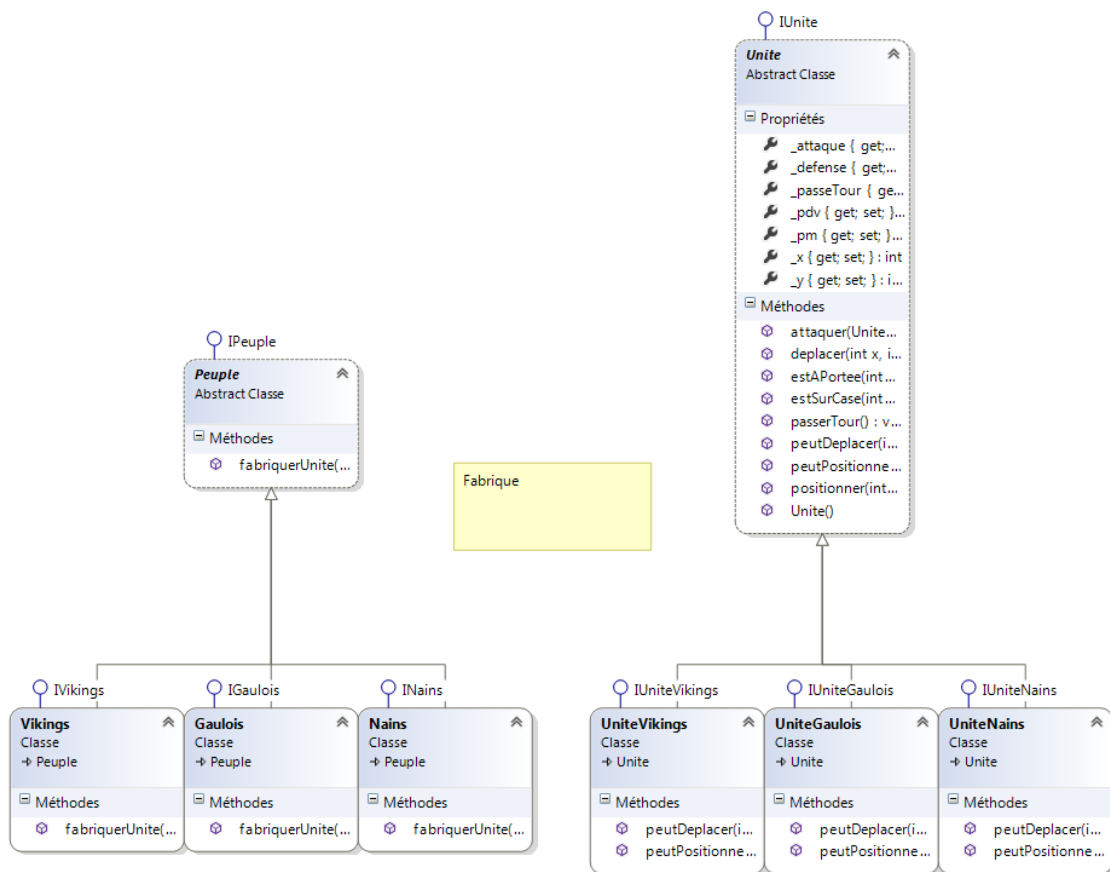 IUnite
Unite
Abstract Classe
Propriétés
_attaque { get;...
_defense { get;...
_passeTour { ge...
_pdv { get; set; }...
_pm { get; set; }...
_x { get; set; } : int
_y { get; set; } : i...
Méthodes
attaquer(Unite...
deplacer(int x, i...
estAPortee(int...
estSurCase(int...
passerTour() : v...
peutDeplacer(i...
peutPositionne...
positionner(int...
Unite()
IPeuple
Peuple
Abstract Classe
Méthodes
fabriquerUnite(...
Fabrique
IVikings
Vikings
Classe
Peuple
Méthodes
fabriquerUnite(...
IGaulois
Gaulois
Classe
Peuple
Méthodes
fabriquerUnite(...
INains
Nains
Classe
Peuple
Méthodes
fabriquerUnite(...
IUniteVikings
UniteVikings
Classe
Unite
Méthodes
peutDeplacer(i...
peutPositionne...
IUniteGaulois
UniteGaulois
Classe
Unite
Méthodes
peutDeplacer(i...
peutPositionne...
IUniteNains
UniteNains
Classe
Unite
Méthodes
peutDeplacer(i...
peutPositionne...